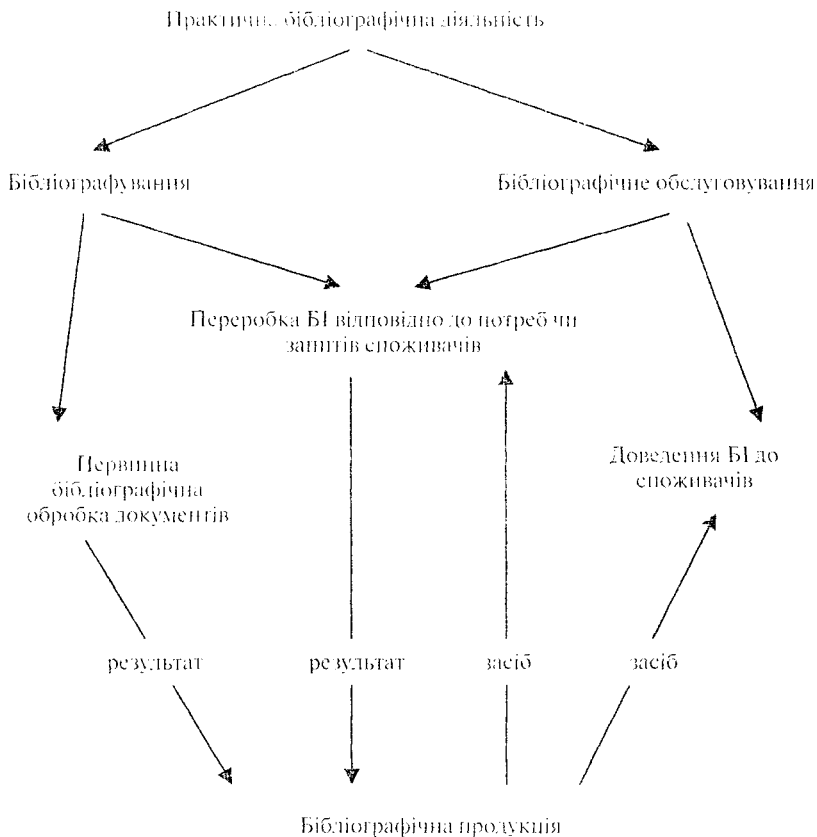 Практична бібліографічна діяльність
Бібліографування
Бібліографічне обслуговування
Переробка БІ відповідно до потреб чи
запитів споживачів
Первинна
бібліографічна
обробка документів
Доведення БІ до
споживачів
результат
результат
засіб
засіб
Бібліографічна продукція